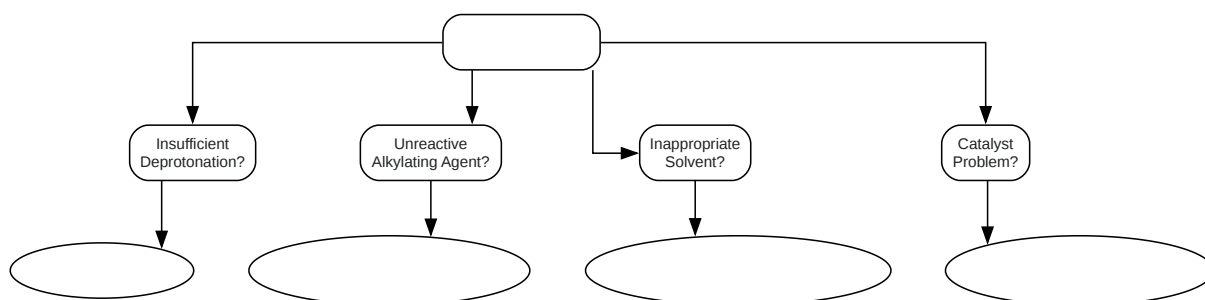 Insufficient
Deprotonation?
Unreactive
Alkylating Agent?
Inappropriate
Solvent?
Catalyst
Problem?